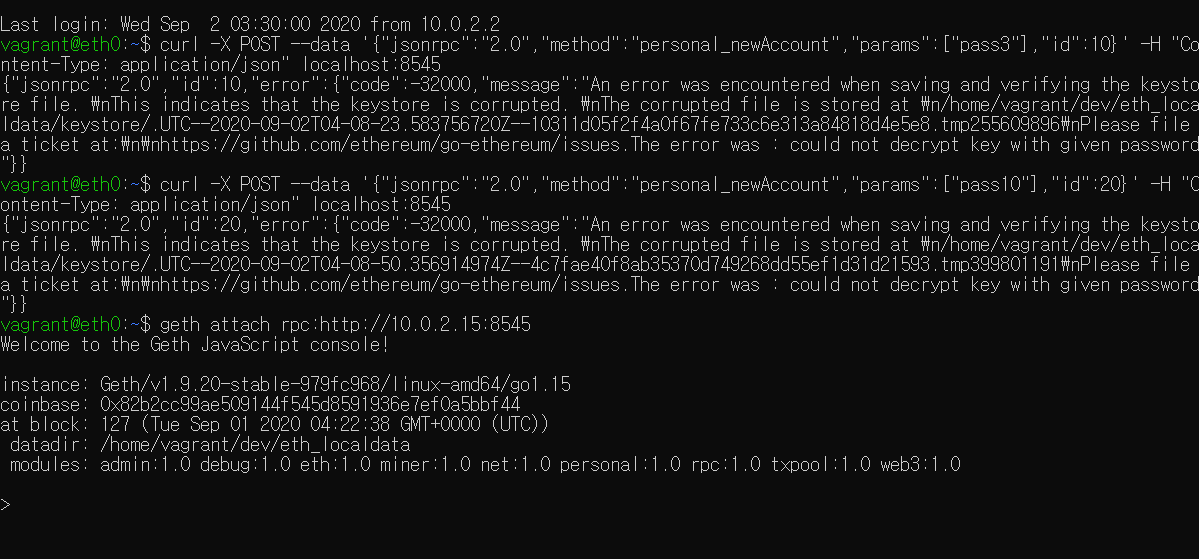 Last login: Wed Sep  2 03:30:00 2020 from 10.0.2.2
vagrant@eth0:~$ curl -X POST --data '{"jsonrpc":"2.0","method":"personal_newAccount","params":["pass3"],"id":10}' -H "Co
ntent-Type: application/json" localhost:8545
{"jsonrpc":"2.0","id":10,"error":{"code":-32000,"message":"An error was encountered when saving and verifying the keysto
re file. ₩nThis indicates that the keystore is corrupted. ₩nThe corrupted file is stored at ₩n/home/vagrant/dev/eth_loca
ldata/keystore/.UTC--2020-09-02T04-08-23.583756720Z--10311d05f2f4a0f67fe733c6e313a84818d4e5e8.tmp255609896₩nPlease file
a ticket at:₩n₩nhttps://github.com/ethereum/go-ethereum/issues.The error was : could not decrypt key with given password
"}}
vagrant@eth0:~$ curl -X POST --data '{"jsonrpc":"2.0","method":"personal_newAccount","params":["pass10"],"id":20}' -H "C
ontent-Type: application/json" localhost:8545
{"jsonrpc":"2.0","id":20,"error":{"code":-32000,"message":"An error was encountered when saving and verifying the keysto
re file. ₩nThis indicates that the keystore is corrupted. ₩nThe corrupted file is stored at ₩n/home/vagrant/dev/eth_loca
ldata/keystore/.UTC--2020-09-02T04-08-50.356914974Z--4c7fae40f8ab35370d749268dd55ef1d31d21593.tmp399801191₩nPlease file
a ticket at:₩n₩nhttps://github.com/ethereum/go-ethereum/issues.The error was : could not decrypt key with given password
"}}
vagrant@eth0:~$ geth attach rpc:http://10.0.2.15:8545
Welcome to the Geth JavaScript console!
instance: Geth/v1.9.20-stable-979fc968/linux-amd64/go1.15
coinbase: 0x82b2cc99ae509144f545d8591936e7ef0a5bbf44
at block: 127 (Tue Sep 01 2020 04:22:38 GMT+0000 (UTC))
 datadir: /home/vagrant/dev/eth_localdata
 modules: admin:1.0 debug:1.0 eth:1.0 miner:1.0 net:1.0 personal:1.0 rpc:1.0 txpool:1.0 web3:1.0
>